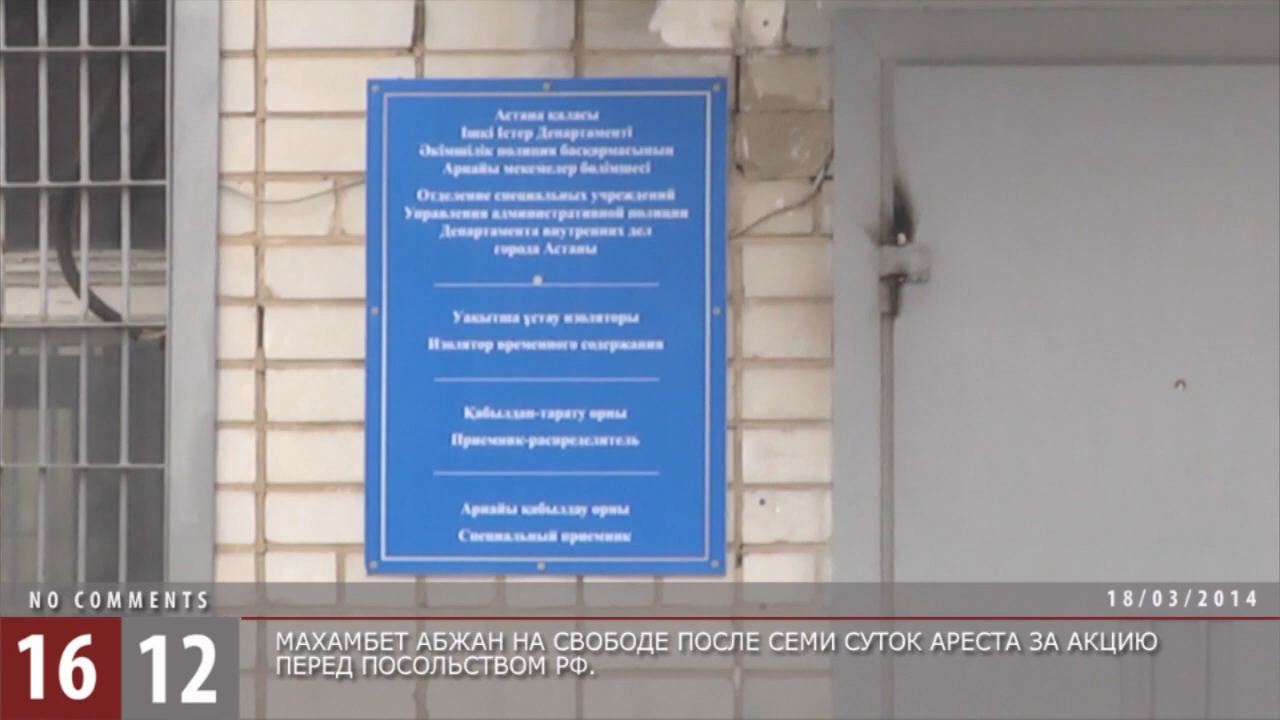 Астана қаласы
Ішкі Істер Департаменті
Әкімшілік полиция басқармасының
Арнайы мекемелер бөлімшесі
Отделение специальных учреждений
Управления административной полиции
Департамента внутренних дел
города Астаны
Уақытша ұстау изоляторы
Изолятор временного содержания
Қабылдап-тарату орны
Приемник-распределитель
Арнайы қабылдау орны
Специальный приемник
NO COMMENTS
18/03/2014
16 12
МАХАМБЕТ АБЖАН НА СВОБОДЕ ПОСЛЕ СЕМИ СУТОК АРЕСТА ЗА АКЦИЮ
ПЕРЕД ПОСОЛЬСТВОМ РФ.